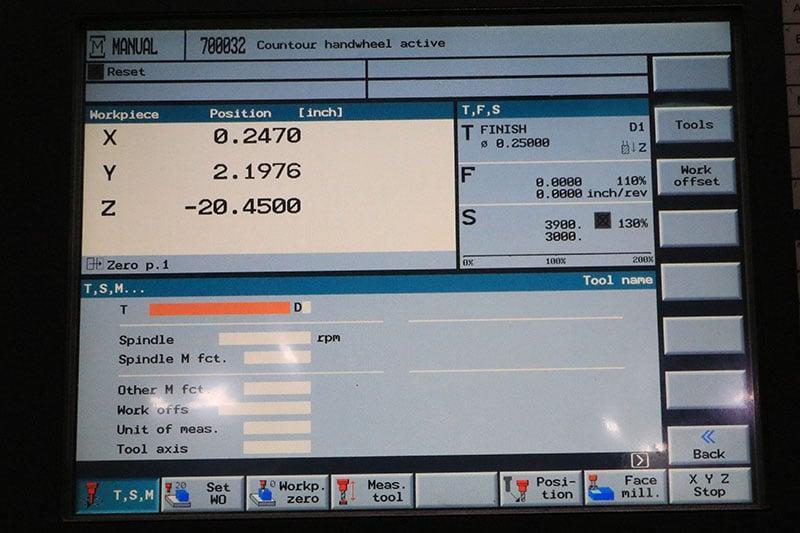 M MANUAL 700032 Countour handwheel active
Reset
Workpiece Position [inch]
X 0.2470
Y 2.1976
Z -20.4500
Zero p.1
T,F,S
T FINISH D1
ø 0.25000 Z
F 0.0000 110%
0.0000 inch/rev
S 3900. 130%
3000.
0% 100% 200%
Tools
Work
offset
T,S,M... Tool name
T D
Spindle rpm
Spindle M fct.
Other M fct.
Work offs
Unit of meas.
Tool axis
Back
T,S,M
20 Set
WO
0 Workp.
zero
Meas.
tool
Posi-
tion
Face
mill.
X Y Z
Stop